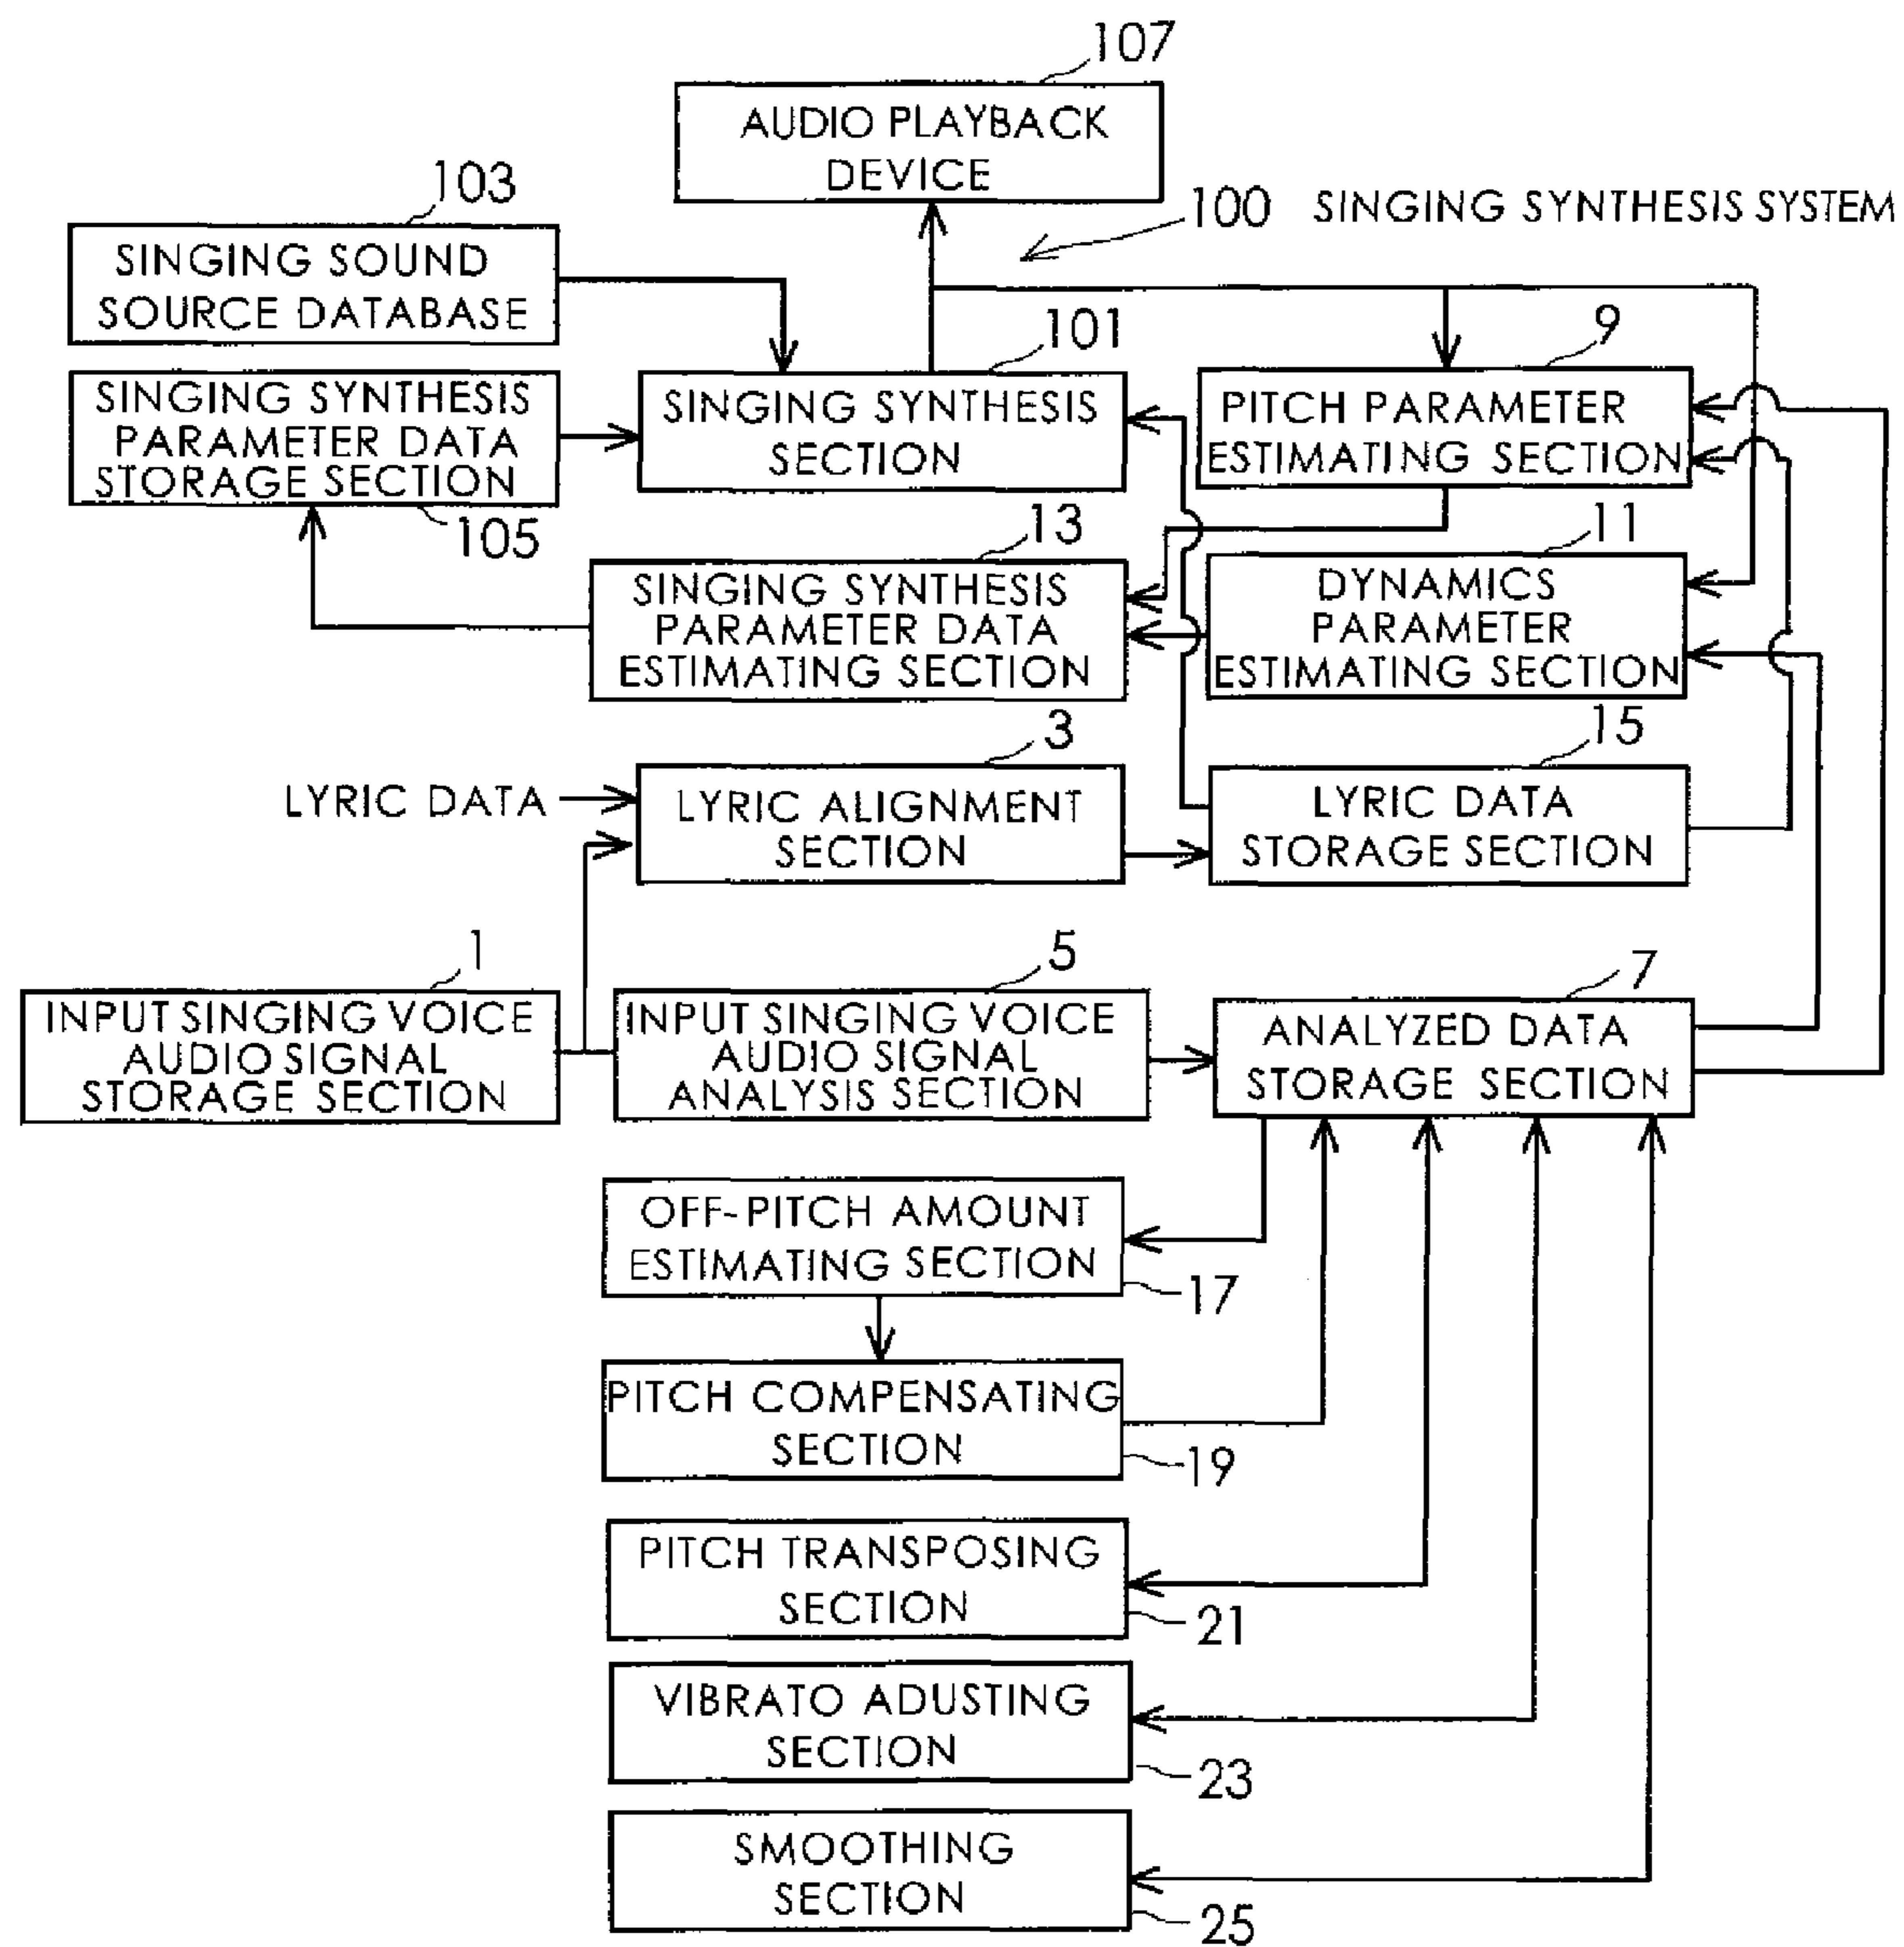 107
AUDIO PLAYBACK
DEVICE
103
100 SINGING SYNTHESIS SYSTEM
SINGING SOUND
SOURCE DATABASE
101
9
SINGING SYNTHESIS
PARAMETER DATA
STORAGE SECTION
105
SINGING SYNTHESIS
SECTION
PITCH PARAMETER
ESTIMATING SECTION
13
11
SINGING SYNTHESIS
PARAMETER DATA
ESTIMATING SECTION
DYNAMICS
PARAMETER
ESTIMATING SECTION
3
15
LYRIC DATA
LYRIC ALIGNMENT
SECTION
LYRIC DATA
STORAGE SECTION
1
5
7
INPUT SINGING VOICE
AUDIO SIGNAL
STORAGE SECTION
INPUT SINGING VOICE
AUDIO SIGNAL
ANALYSIS SECTION
ANALYZED DATA
STORAGE SECTION
OFF-PITCH AMOUNT
ESTIMATING SECTION
17
PITCH COMPENSATING
SECTION
19
PITCH TRANSPOSING
SECTION
21
VIBRATO ADUSTING
SECTION
23
SMOOTHING
SECTION
25